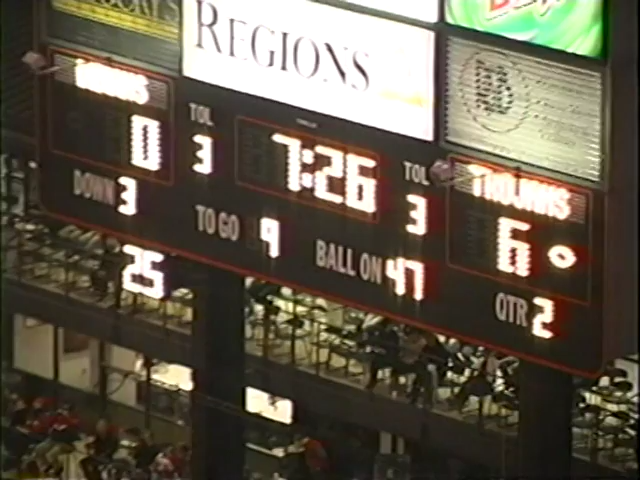 REGIONS
TOL
TOL
TROJANS
0
3
7:26
3
6
DOWN 3
TO GO 9
BALL ON 47
QTR 2
25